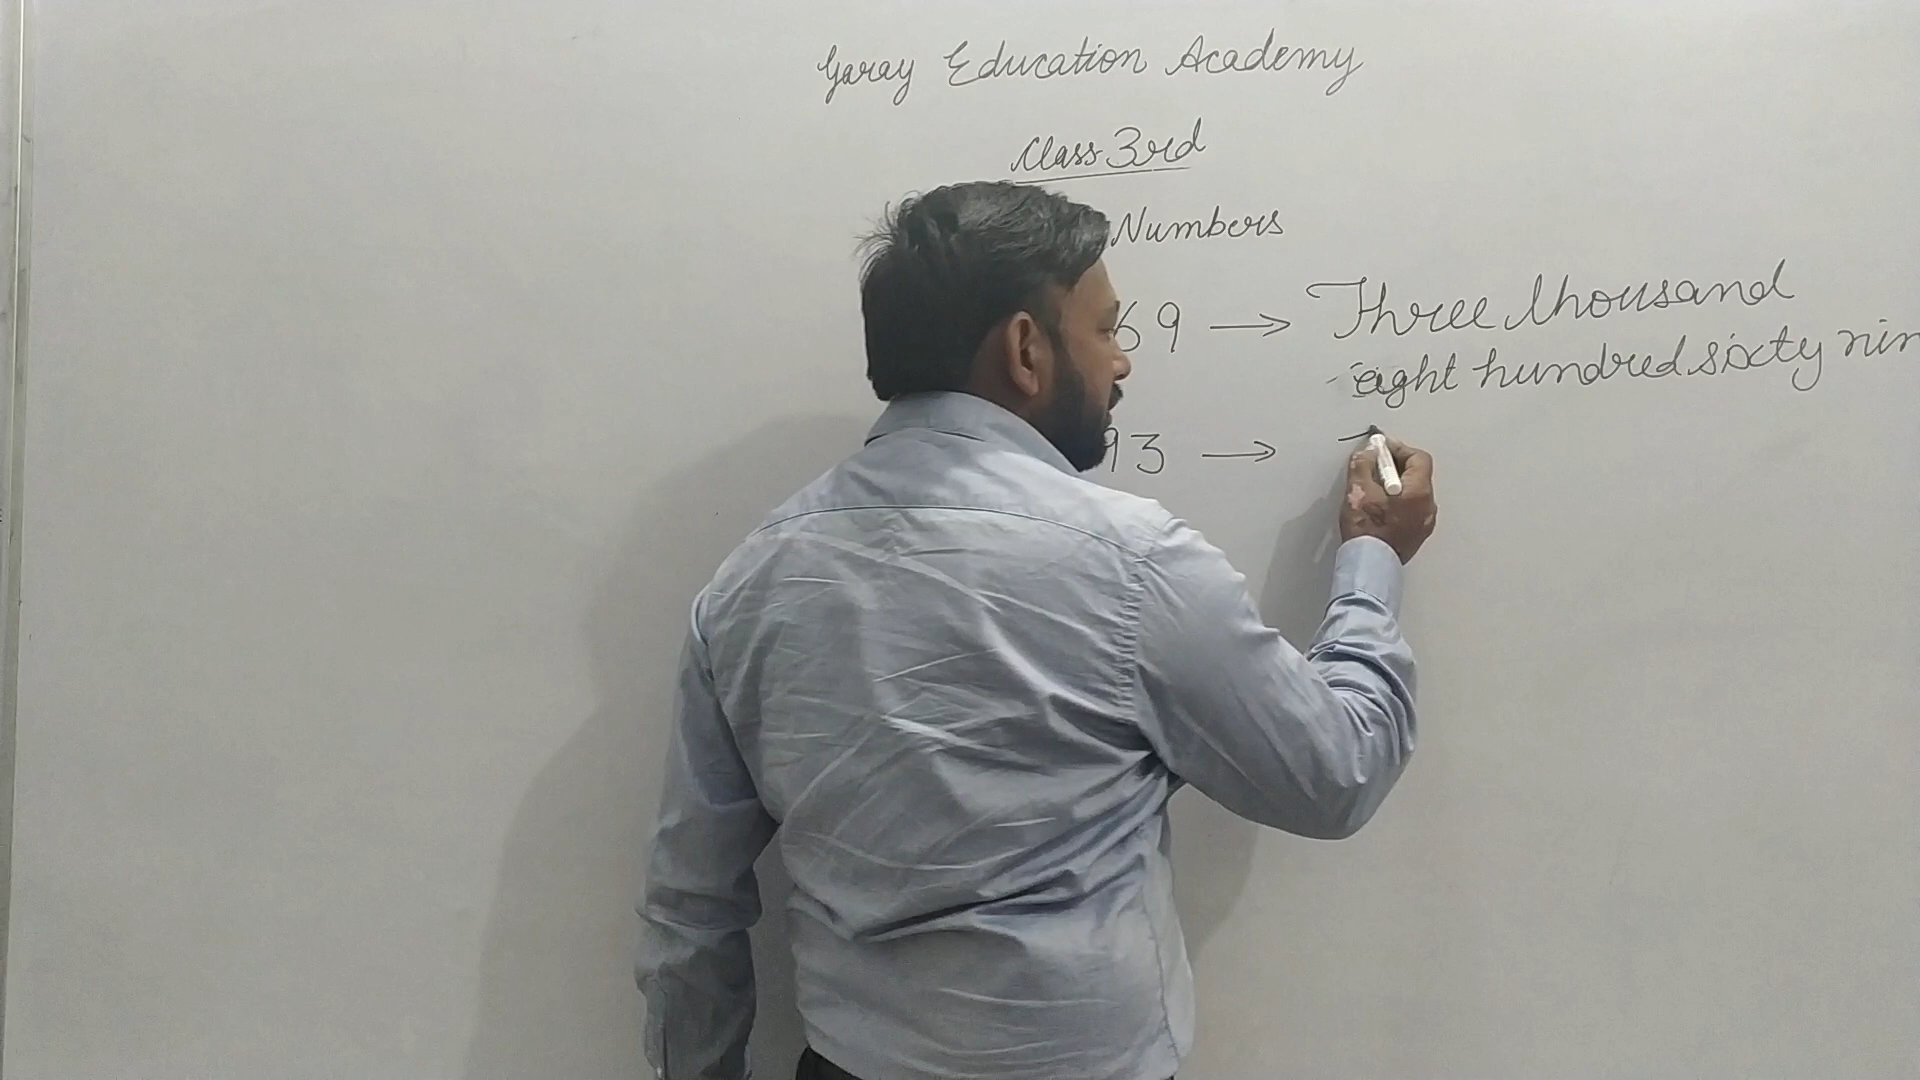 Garay Education Academy
Class 3rd
Numbers
69 → Three thousand
eight hundred sixty nin
93 →